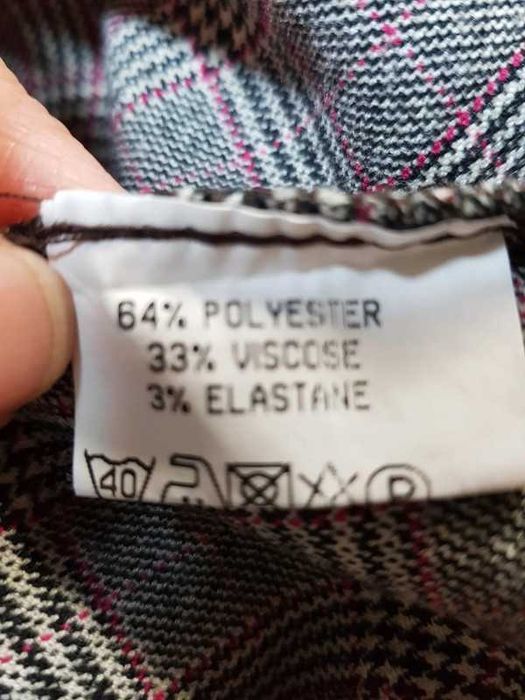 64% POLYESTER
33% VISCOSE
3% ELASTANE
40 P